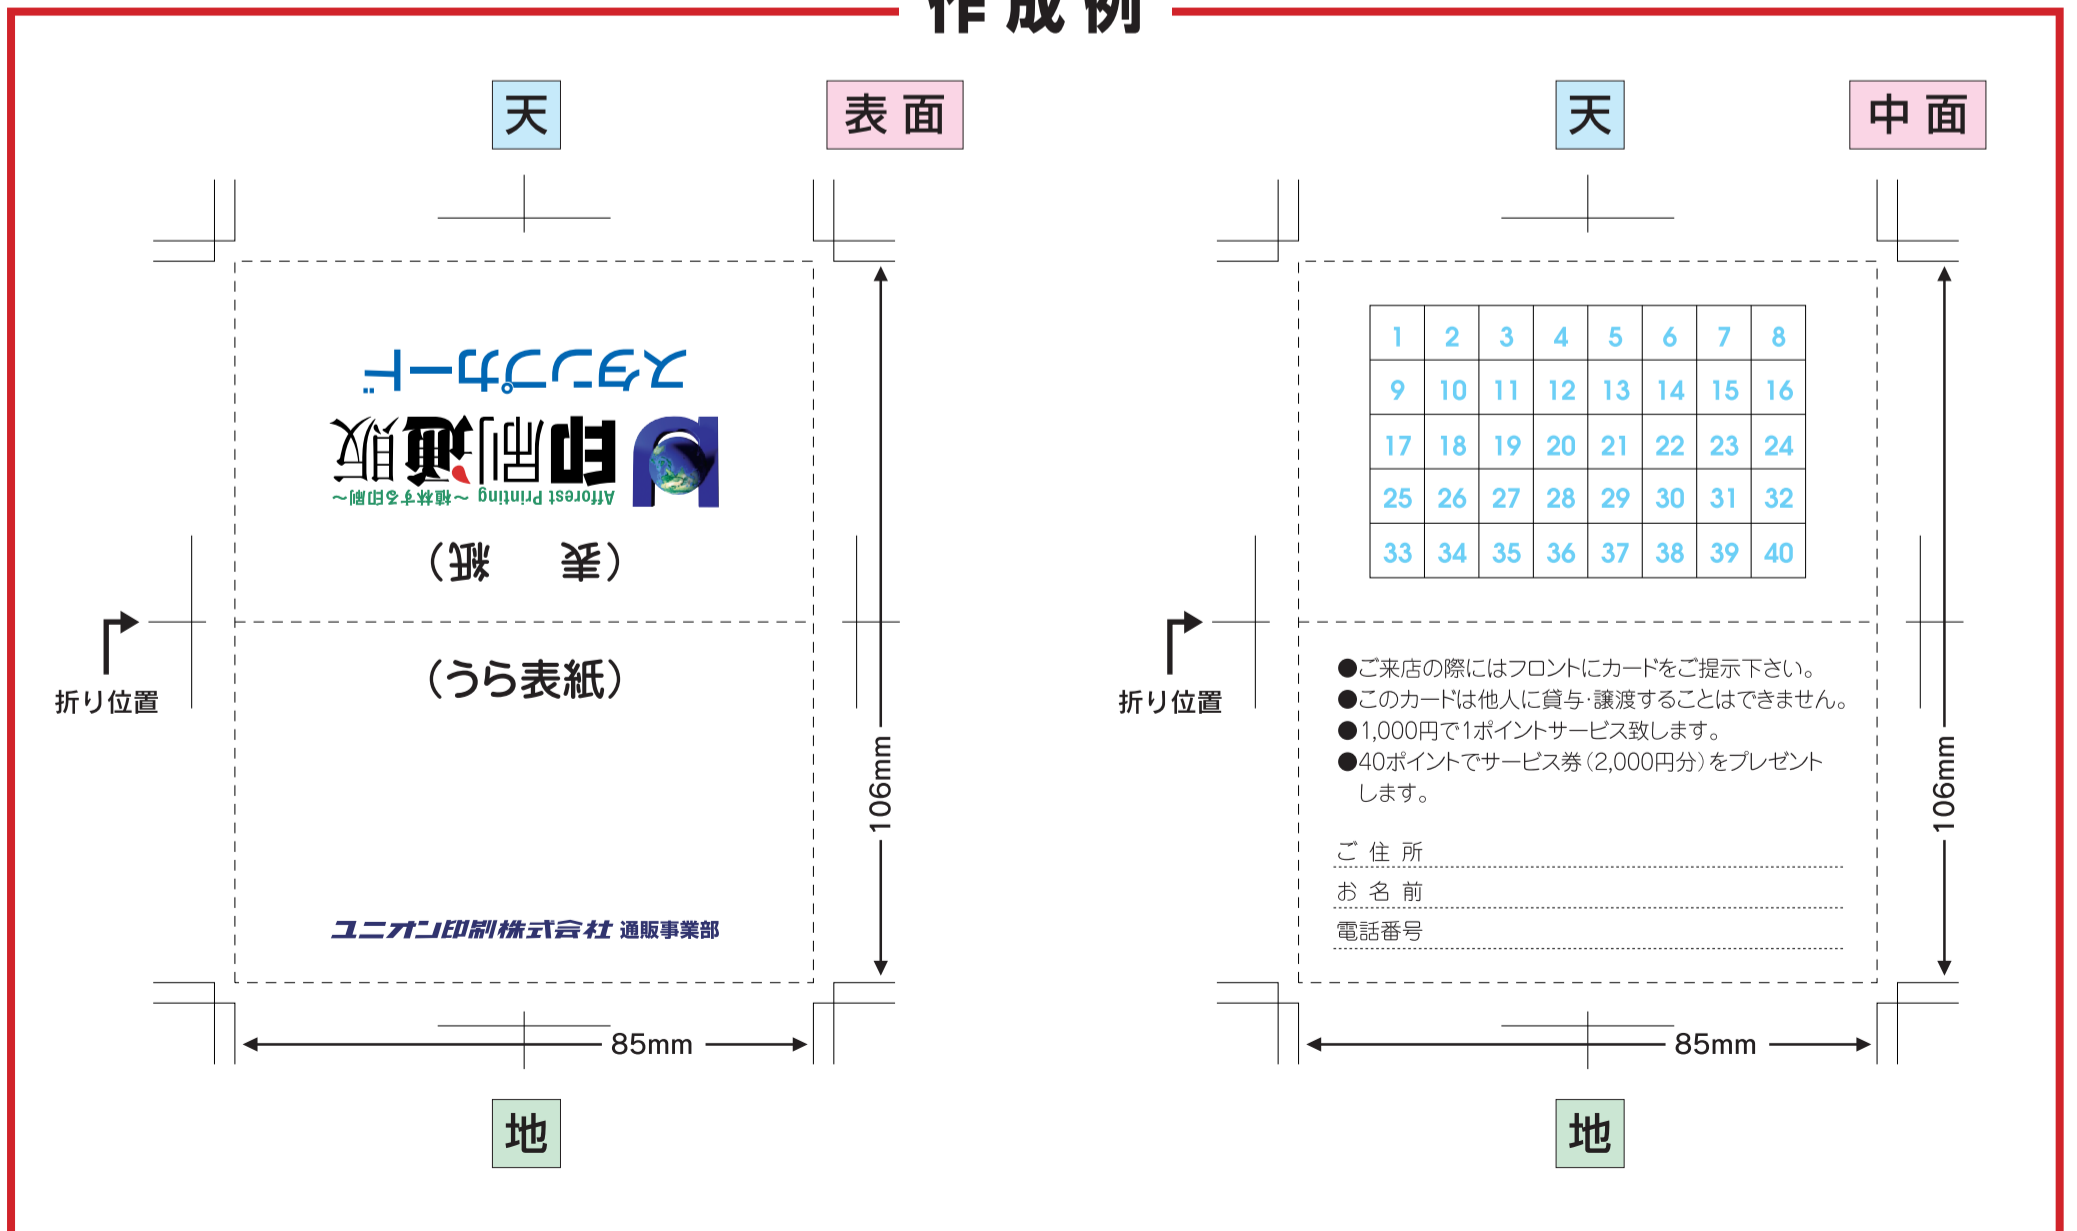 作成例
天
表面
スタンプカード
印刷通販
Afforest Printing ～植林する印刷～
（表　紙）
折り位置
（うら表紙）
106mm
ユニオン印刷株式会社 通販事業部
85mm
地
天
中面
1 2 3 4 5 6 7 8
9 10 11 12 13 14 15 16
17 18 19 20 21 22 23 24
25 26 27 28 29 30 31 32
33 34 35 36 37 38 39 40
折り位置
●ご来店の際にはフロントにカードをご提示下さい。
●このカードは他人に貸与・譲渡することはできません。
●1,000円で1ポイントサービス致します。
●40ポイントでサービス券（2,000円分）をプレゼント
します。
ご住所
お名前
電話番号
106mm
85mm
地